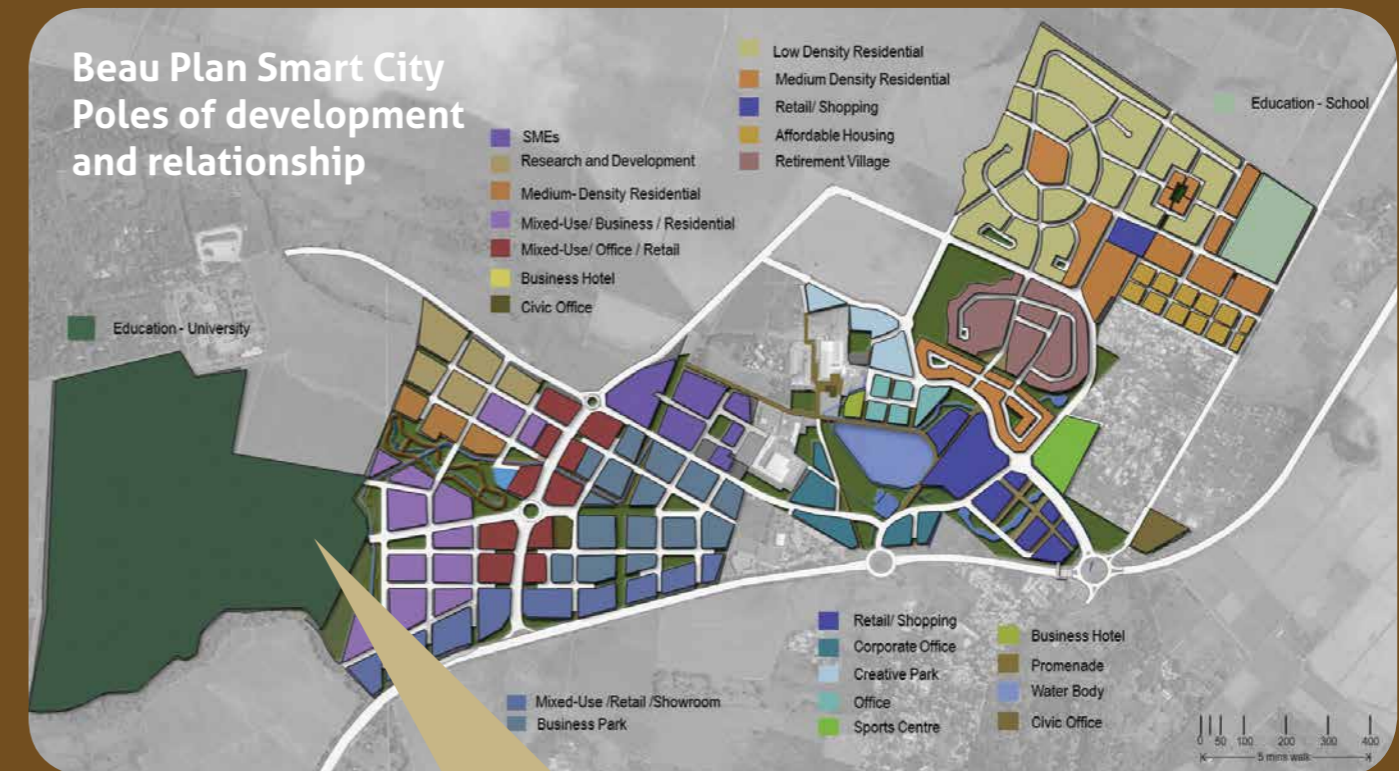 Beau Plan Smart City
Poles of development
and relationship
SMEs
Research and Development
Medium- Density Residential
Mixed-Use/ Business / Residential
Mixed-Use/ Office / Retail
Business Hotel
Civic Office
Low Density Residential
Medium Density Residential
Retail/ Shopping
Affordable Housing
Retirement Village
Education - School
Education - University
Mixed-Use /Retail /Showroom
Business Park
Retail/ Shopping
Corporate Office
Creative Park
Office
Sports Centre
Business Hotel
Promenade
Water Body
Civic Office
0 50 100 200 300 400
5 mins walk